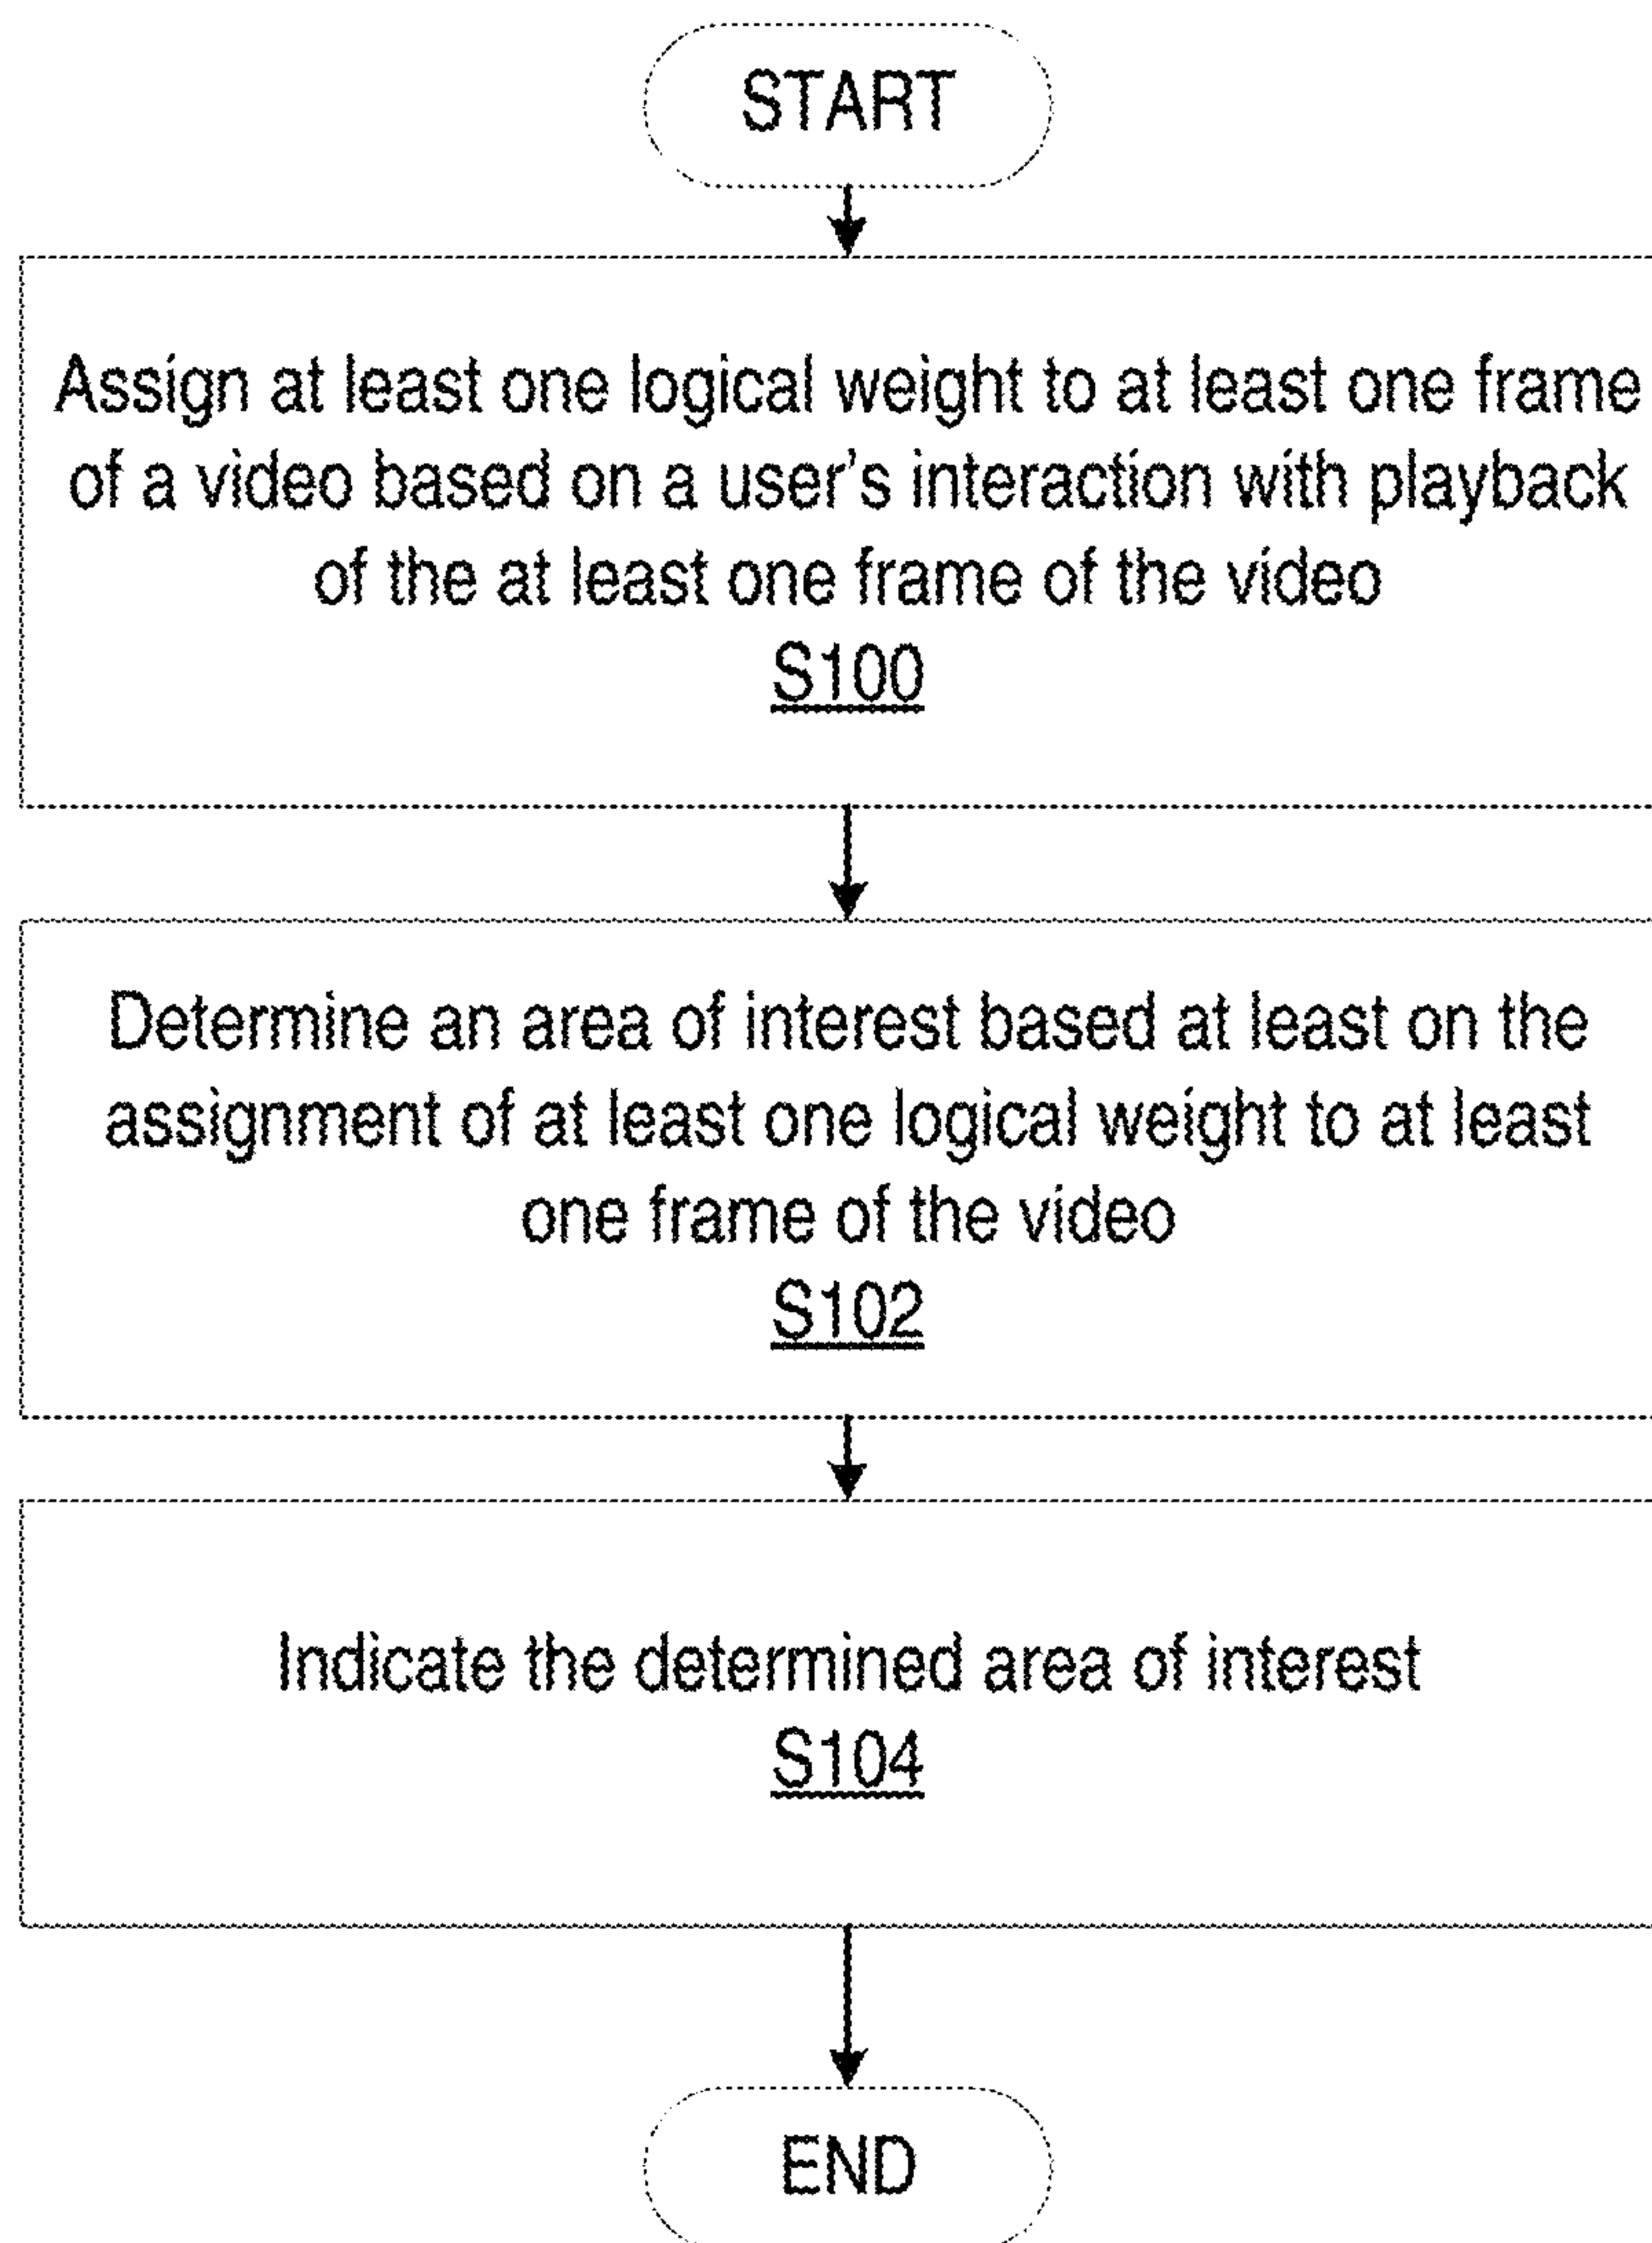 START
Assign at least one logical weight to at least one frame
of a video based on a user's interaction with playback
of the at least one frame of the video
S100
Determine an area of interest based at least on the
assignment of at least one logical weight to at least
one frame of the video
S102
Indicate the determined area of interest
S104
END